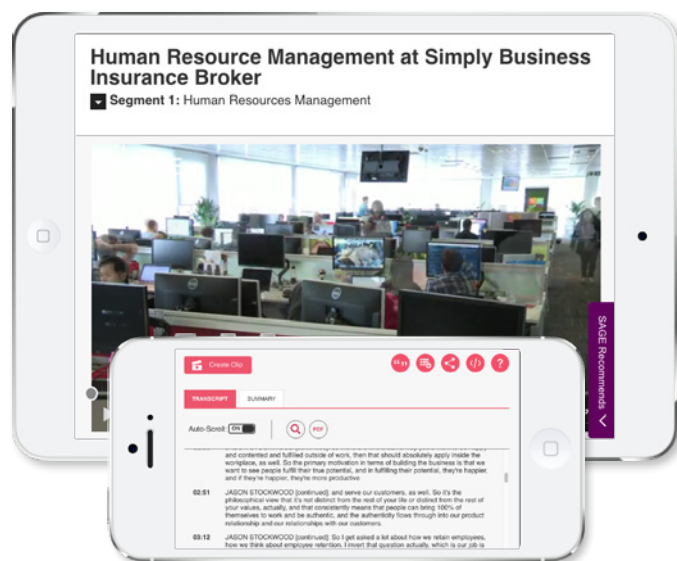 Human Resource Management at Simply Business
Insurance Broker
Segment 1: Human Resources Management
SAGE Recommends
Create Clip
TRANSCRIPT SUMMARY
Auto-Scroll: ON
PDF
and contented and fulfilled outside of work, then that should absolutely apply inside the
workplace, as well. So the primary motivation in terms of building the business is that we
want to see people fulfill their true potential, and in fulfilling their potential, they're happier,
and if they're happier, they're more productive
02:51 JASON STOCKWOOD [continued]: and serve our customers, as well. So it's the
philosophical view that it's not distinct from the rest of your life or distinct from the rest of
your values, actually, and that consistently means that people can bring 100% of
themselves to work and be authentic, and the authenticity flows through into our product
relationship and our relationships with our customers.
03:12 JASON STOCKWOOD [continued]: So I get asked a lot about how we retain employees,
how we think about employee retention. I invert that question actually, which is our job is